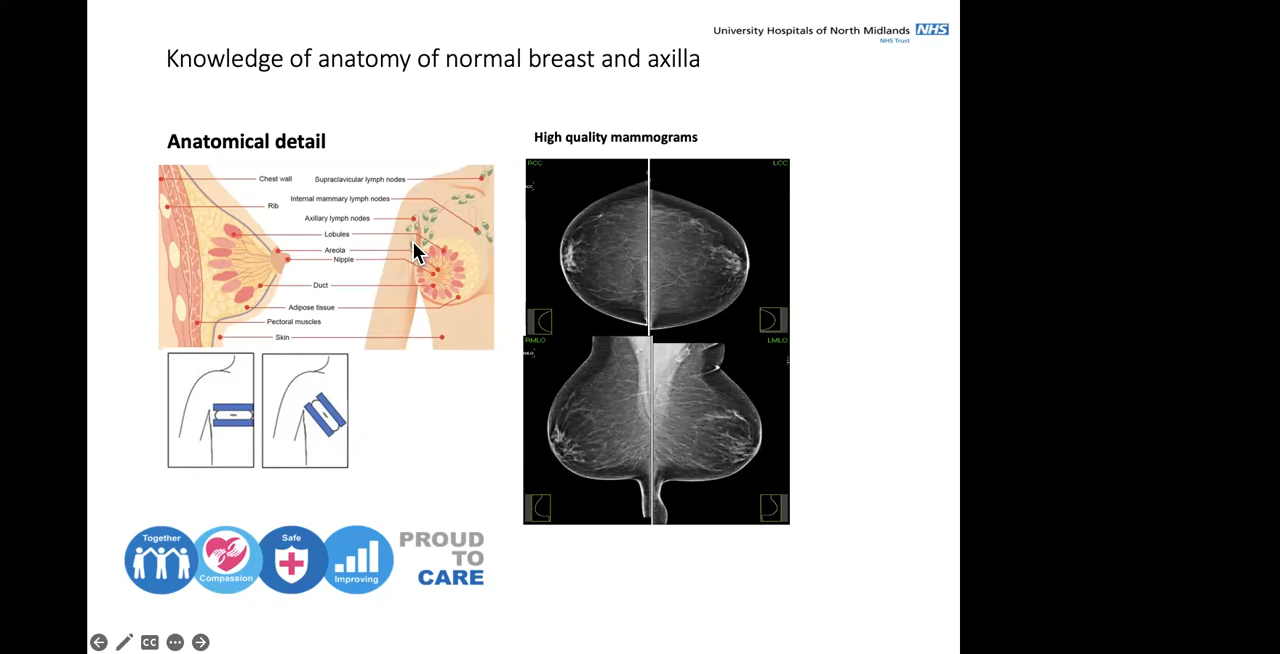 University Hospitals of North Midlands NHS
NHS Trust
Knowledge of anatomy of normal breast and axilla
Anatomical detail
Chest wall
Supraclavicular lymph nodes
Internal mammary lymph nodes
Rib
Axillary lymph nodes
Lobules
Areola
Nipple
Duct
Adipose tissue
Pectoral muscles
Skin
High quality mammograms
RCC
LCC
RMLO
LMLO
Together
Compassion
Safe
Improving
PROUD
TO
CARE
CC